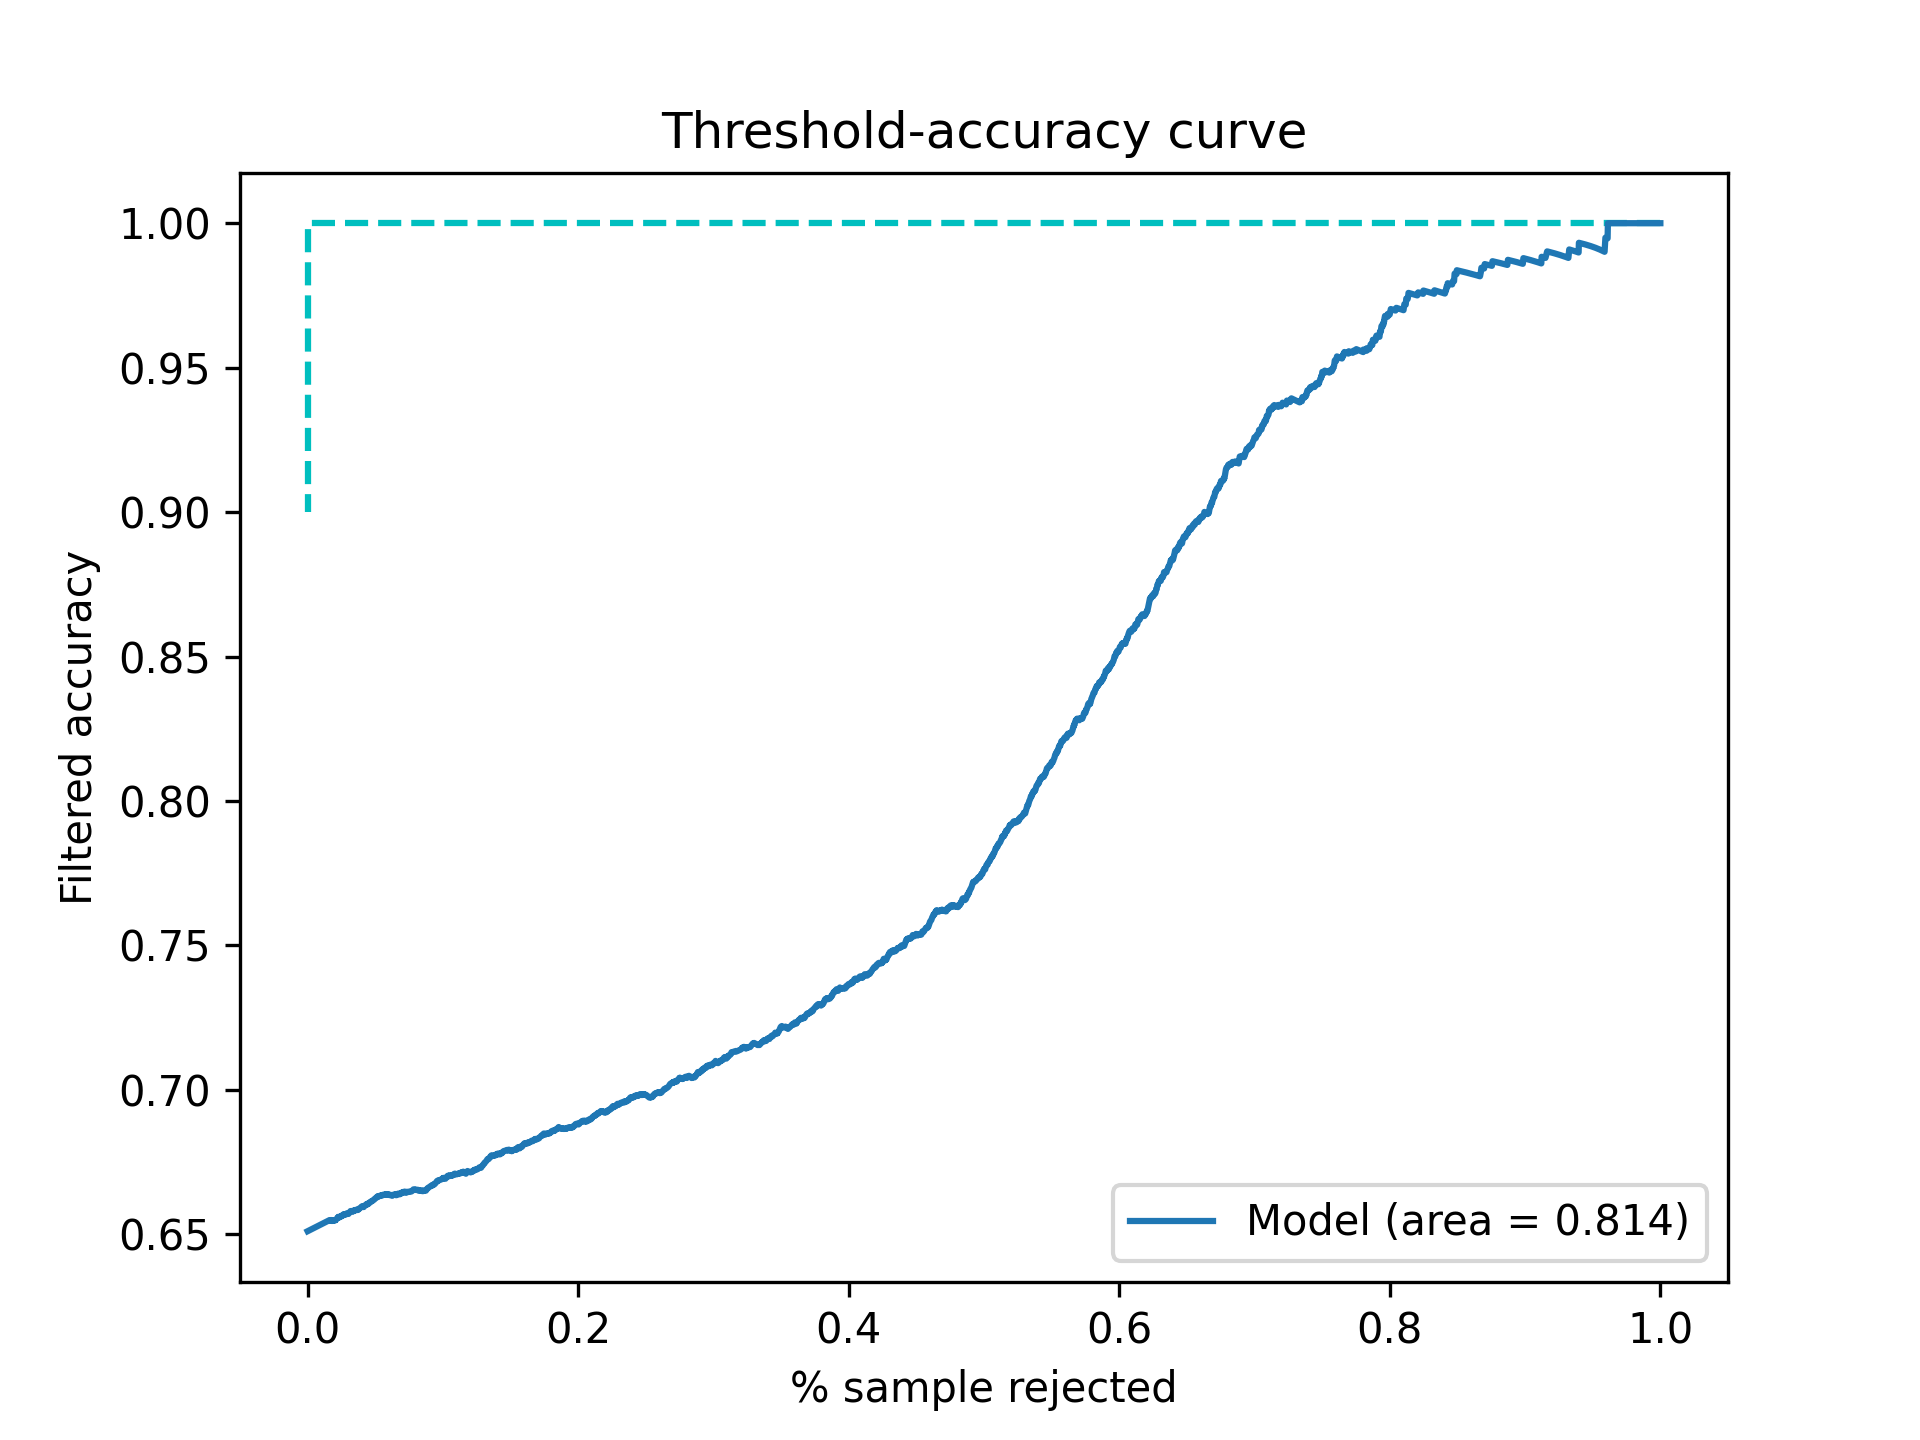 Threshold-accuracy curve
1.00
0.95
0.90
0.85
0.80
0.75
0.70
0.65
Filtered accuracy
Model (area = 0.814)
0.0 0.2 0.4 0.6 0.8 1.0
% sample rejected